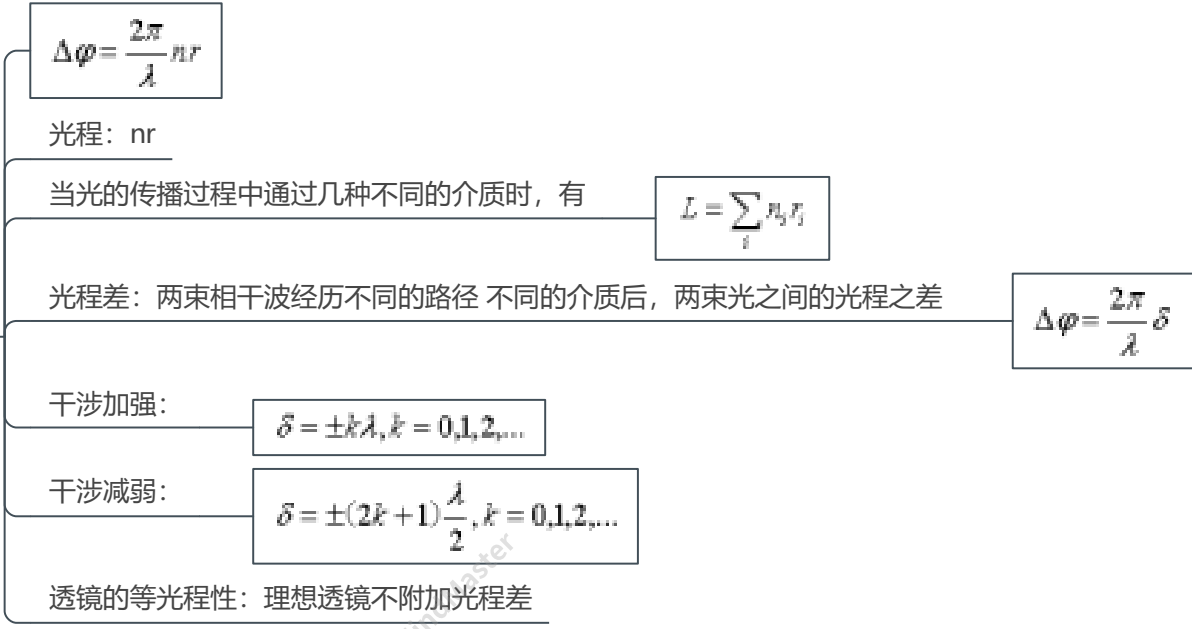 Δφ = 2π/λ nr
光程：nr
当光的传播过程中通过几种不同的介质时，有
L = ∑_i n_i r_i
光程差：两束相干波经历不同的路径 不同的介质后，两束光之间的光程之差
Δφ = 2π/λ δ
干涉加强：
δ = ±kλ, k = 0,1,2,...
干涉减弱：
δ = ±(2k+1) λ/2, k = 0,1,2,...
透镜的等光程性：理想透镜不附加光程差